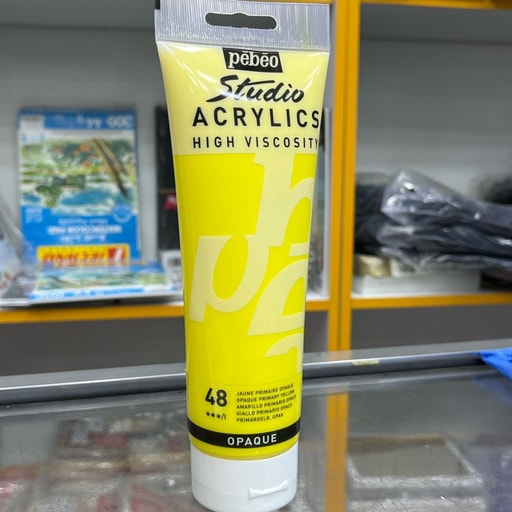 pébéo
Studio
ACRYLICS
HIGH VISCOSITY
48
JAUNE PRIMAIRE OPAQUE
OPAQUE PRIMARY YELLOW
AMARILLO PRIMARIO OPACO
GIALLO PRIMARIO OPACO
PRIMÄRGELB, OPAK
OPAQUE